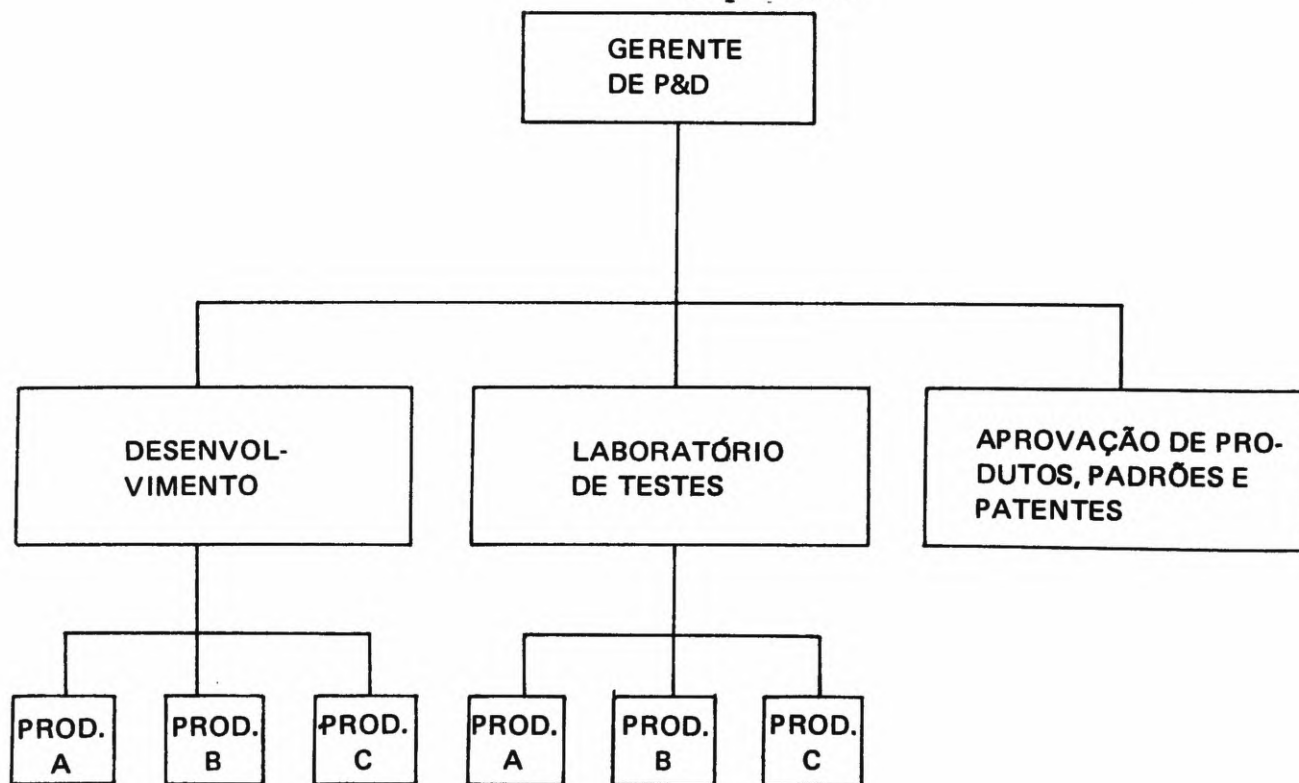 GERENTE
DE P&D
DESENVOL-
VIMENTO
LABORATÓRIO
DE TESTES
APROVAÇÃO DE PRO-
DUTOS, PADRÕES E
PATENTES
PROD.
A
PROD.
B
PROD.
C
PROD.
A
PROD.
B
PROD.
C